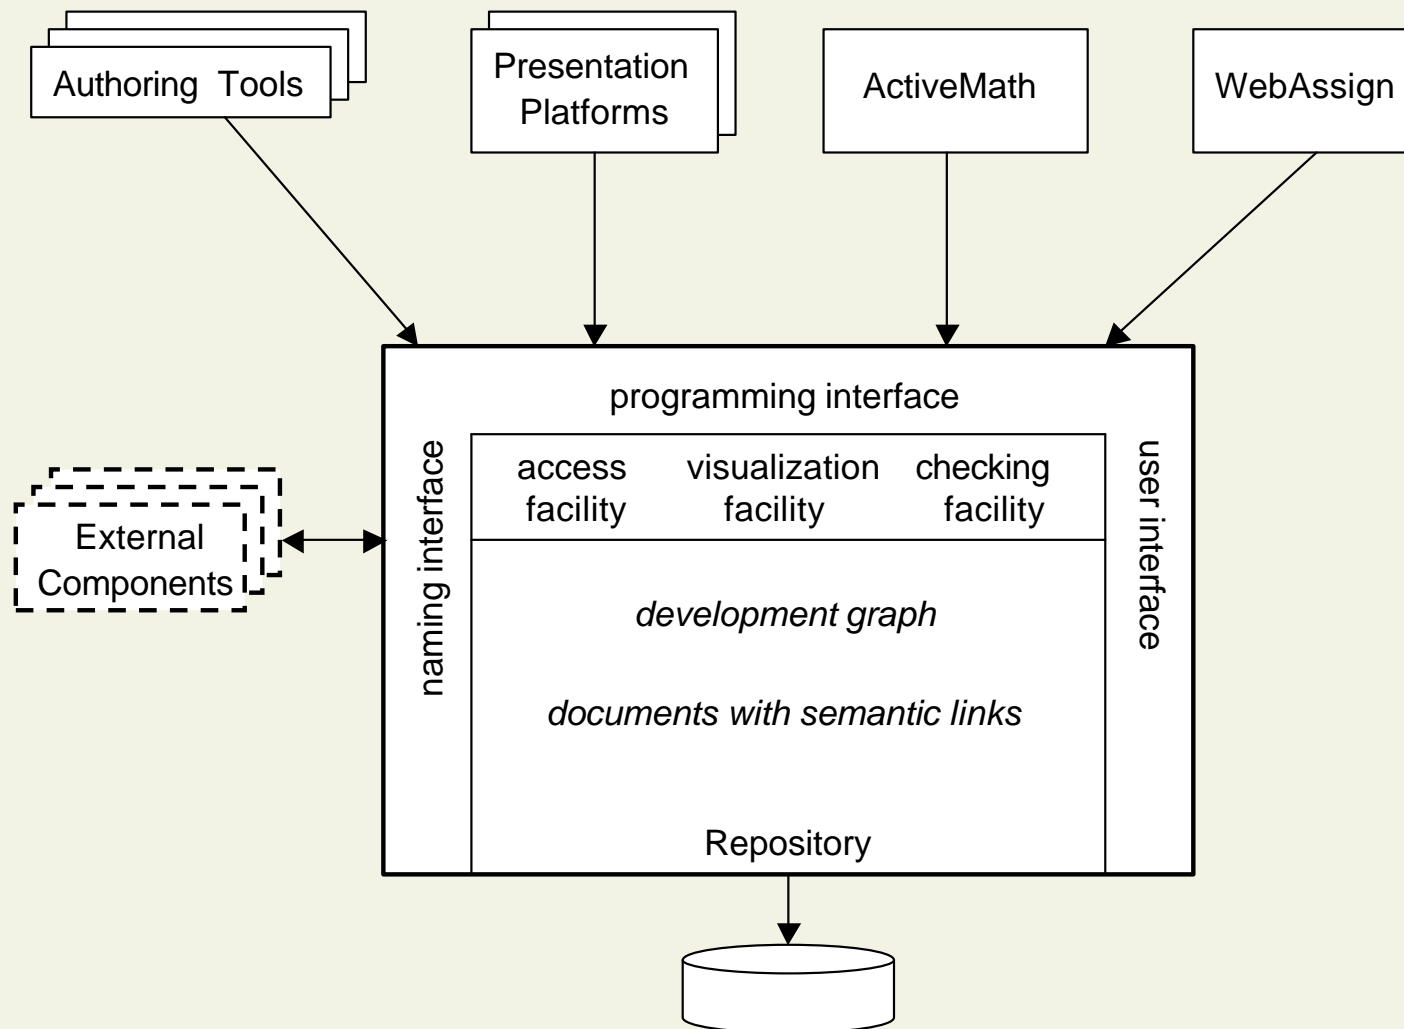 Authoring Tools
Presentation
Platforms
ActiveMath
WebAssign
programming interface
naming interface
access
facility
visualization
facility
checking
facility
user interface
External
Components
development graph
documents with semantic links
Repository